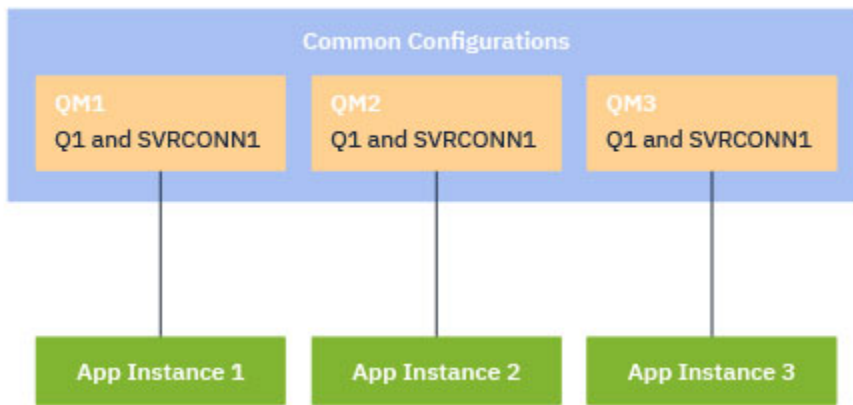 Common Configurations
QM1
Q1 and SVRCONN1
QM2
Q1 and SVRCONN1
QM3
Q1 and SVRCONN1
App Instance 1
App Instance 2
App Instance 3